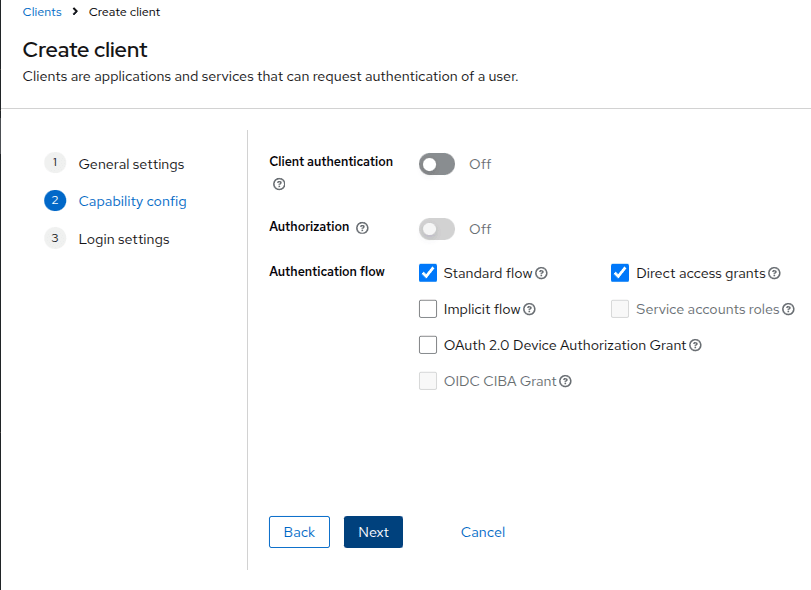 Clients > Create client
Create client
Clients are applications and services that can request authentication of a user.
1 General settings
2 Capability config
3 Login settings
Client authentication ? Off
Authorization ? Off
Authentication flow
Standard flow ? Direct access grants ?
Implicit flow ? Service accounts roles ?
OAuth 2.0 Device Authorization Grant ?
OIDC CIBA Grant ?
Back Next Cancel